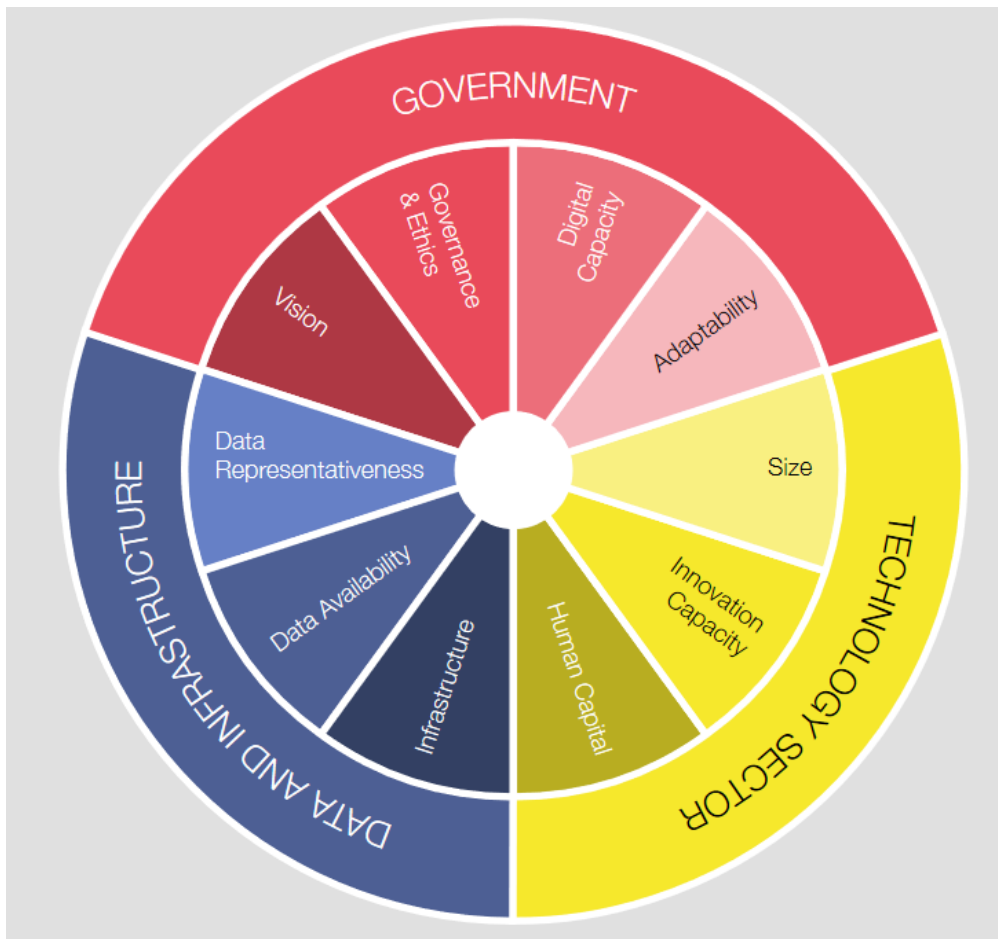 GOVERNMENT
Governance
& Ethics
Digital
Capacity
Vision
Adaptability
Data
Representativeness
Size
Data Availability
Innovation
Capacity
Infrastructure
Human Capital
DATA AND INFRASTRUCTURE
TECHNOLOGY SECTOR